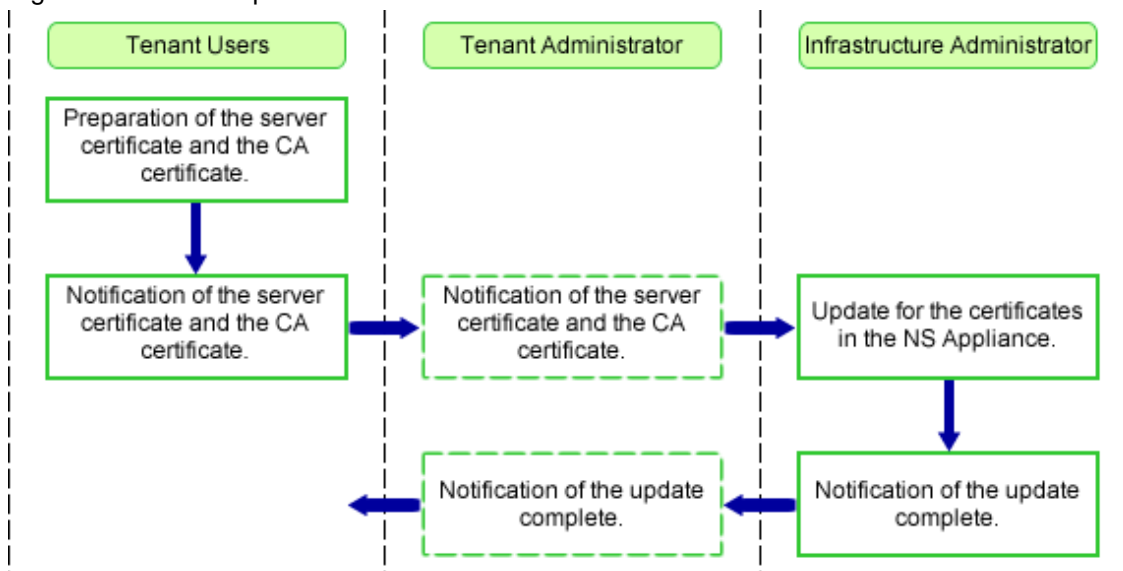 Tenant Users
Tenant Administrator
Infrastructure Administrator
Preparation of the server
certificate and the CA
certificate.
Notification of the server
certificate and the CA
certificate.
Notification of the server
certificate and the CA
certificate.
Update for the certificates
in the NS Appliance.
Notification of the update
complete.
Notification of the update
complete.